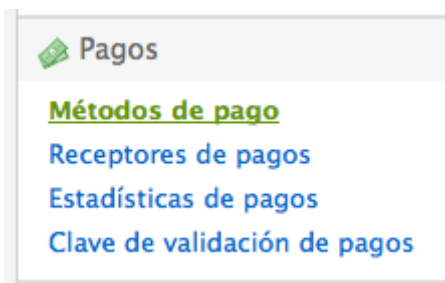 Pagos
Métodos de pago
Receptores de pagos
Estadísticas de pagos
Clave de validación de pagos